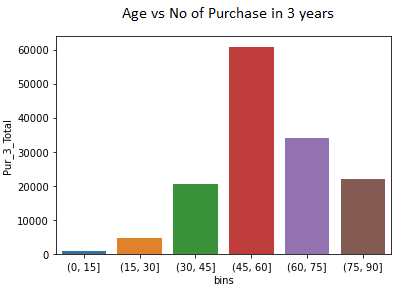 Age vs No of Purchase in 3 years
Pur_3_Total
60000
50000
40000
30000
20000
10000
0
(0, 15] (15, 30] (30, 45] (45, 60] (60, 75] (75, 90]
bins